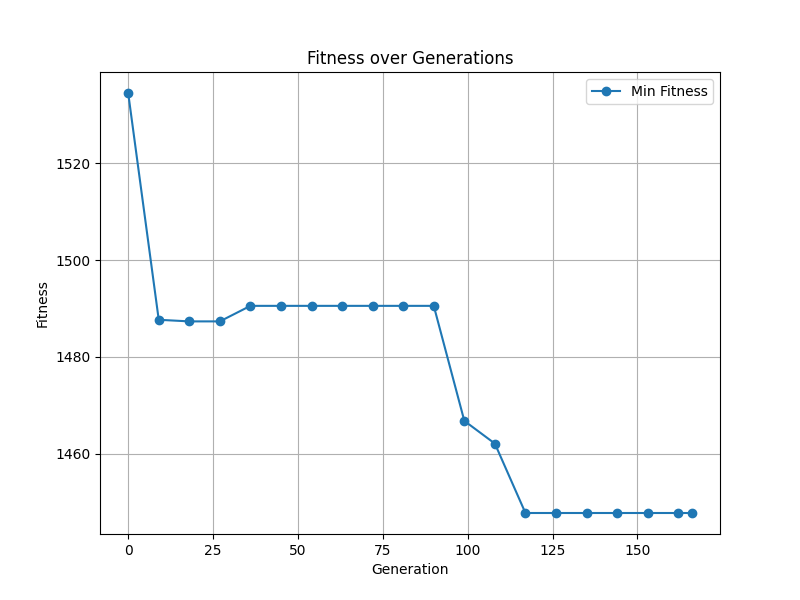 Fitness over Generations
Min Fitness
1520
1500
1480
1460
Fitness
0 25 50 75 100 125 150
Generation